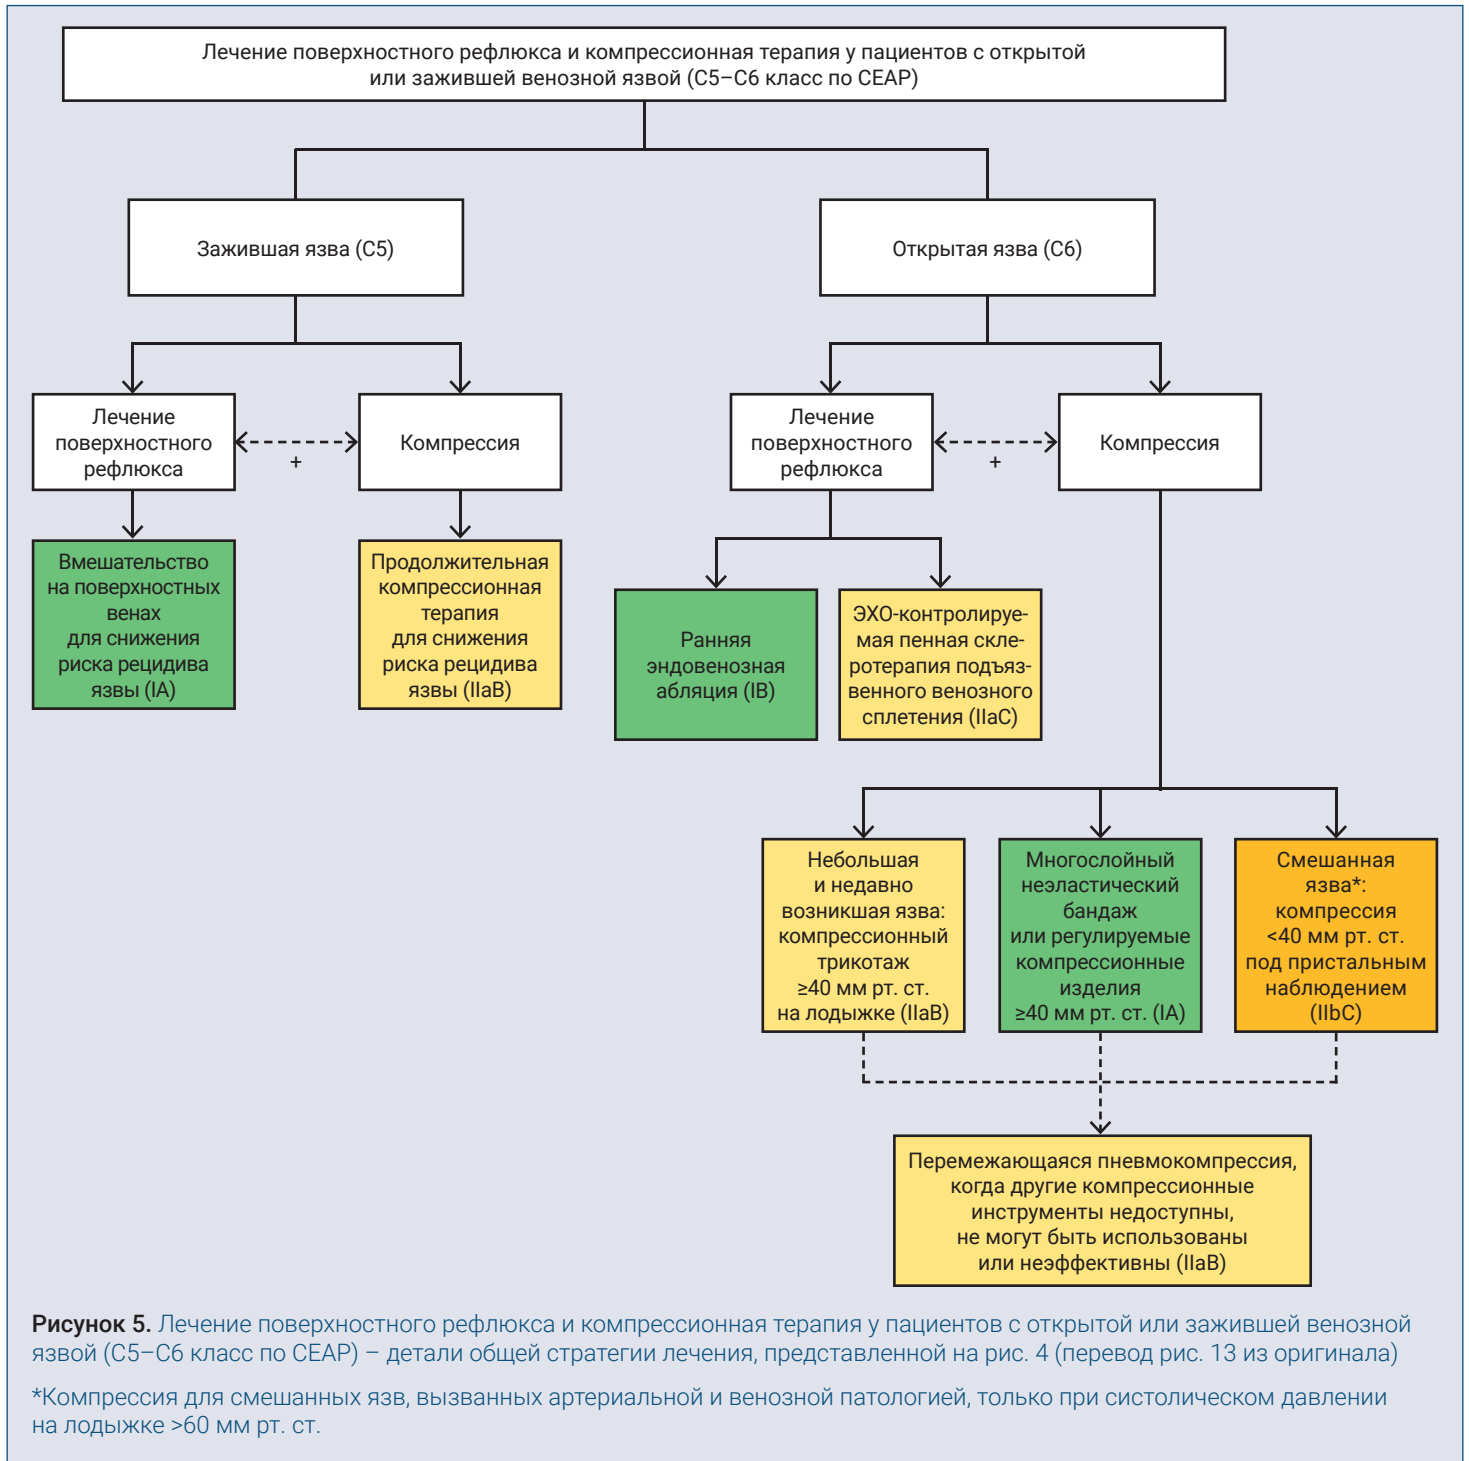 Лечение поверхностного рефлюкса и компрессионная терапия у пациентов с открытой
или зажившей венозной язвой (C5–C6 класс по CEAP)
Зажившая язва (C5)
Открытая язва (C6)
Лечение
поверхностного
рефлюкса
+
Компрессия
Лечение
поверхностного
рефлюкса
+
Компрессия
Вмешательство
на поверхностных
венах
для снижения
риска рецидива
язвы (IA)
Продолжительная
компрессионная
терапия
для снижения
риска рецидива
язвы (IIaB)
Ранняя
эндовенозная
абляция (IB)
ЭХО-контролируе-
мая пенная скле-
ротерапия подъяз-
венного венозного
сплетения (IIaC)
Небольшая
и недавно
возникшая язва:
компрессионный
трикотаж
≥40 мм рт. ст.
на лодыжке (IIaB)
Многослойный
неэластический
бандаж
или регулируемые
компрессионные
изделия
≥40 мм рт. ст. (IA)
Смешанная
язва*:
компрессия
<40 мм рт. ст.
под пристальным
наблюдением
(IIbC)
Перемежающаяся пневмокомпрессия,
когда другие компрессионные
инструменты недоступны,
не могут быть использованы
или неэффективны (IIaB)
Рисунок 5. Лечение поверхностного рефлюкса и компрессионная терапия у пациентов с открытой или зажившей венозной
язвой (C5–C6 класс по CEAP) – детали общей стратегии лечения, представленной на рис. 4 (перевод рис. 13 из оригинала)
*Компрессия для смешанных язв, вызванных артериальной и венозной патологией, только при систолическом давлении
на лодыжке >60 мм рт. ст.